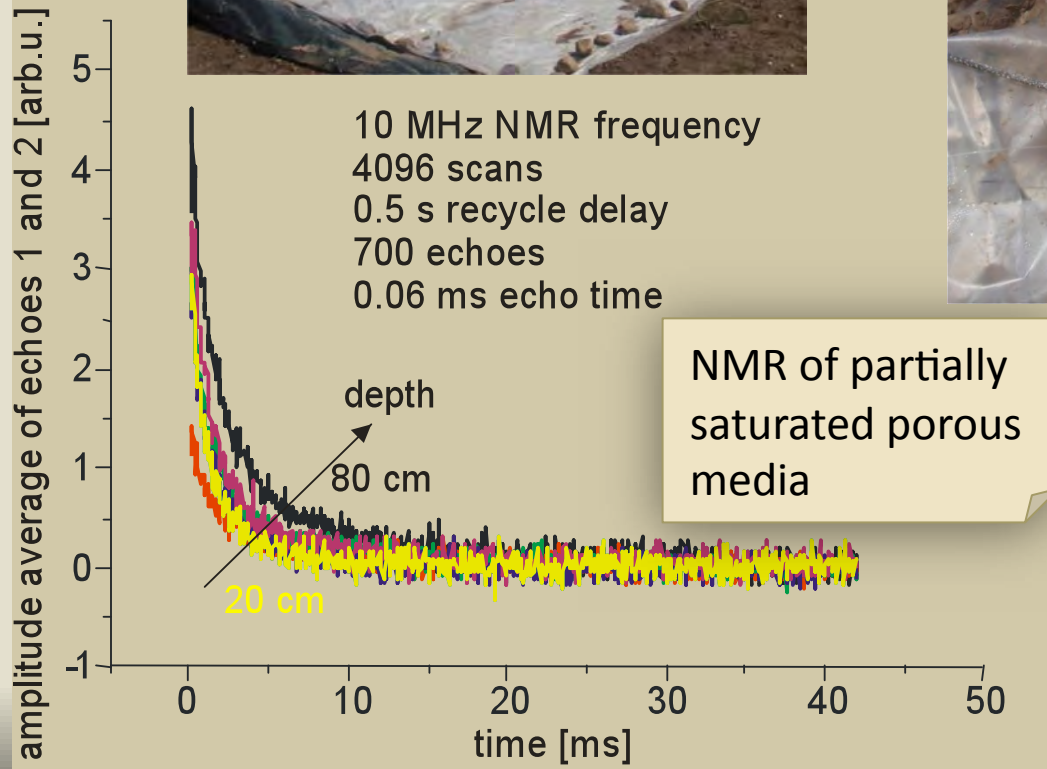 amplitude average of echoes 1 and 2 [arb.u.]
5
4
3
2
1
0
-1
10 MHz NMR frequency
4096 scans
0.5 s recycle delay
700 echoes
0.06 ms echo time
NMR of partially
saturated porous
media
depth
80 cm
20 cm
0 10 20 30 40 50
time [ms]